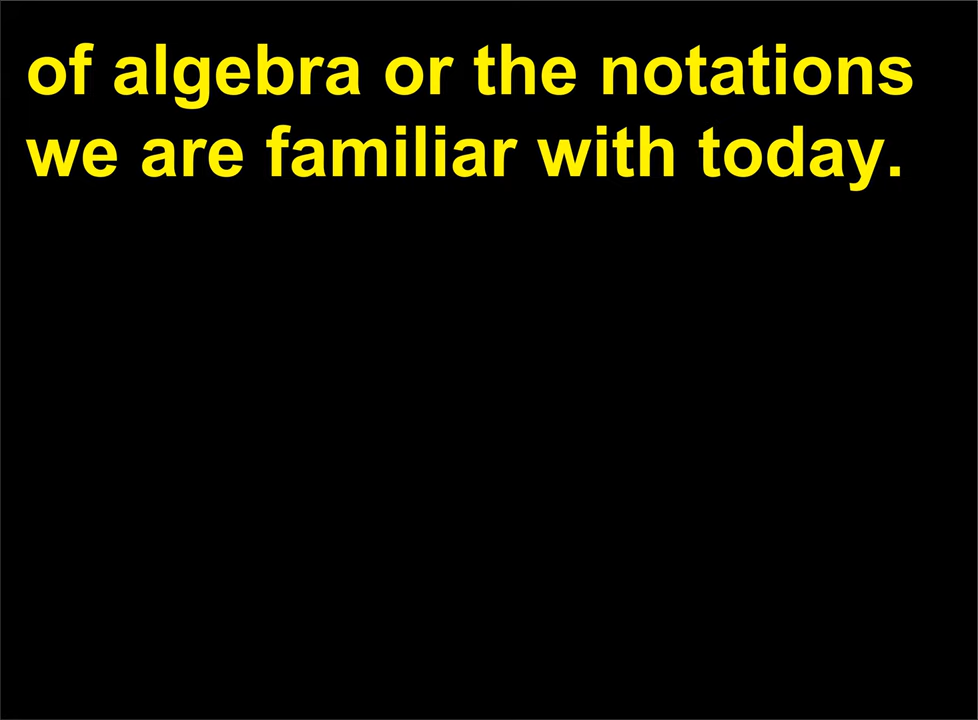 of algebra or the notations
we are familiar with today.